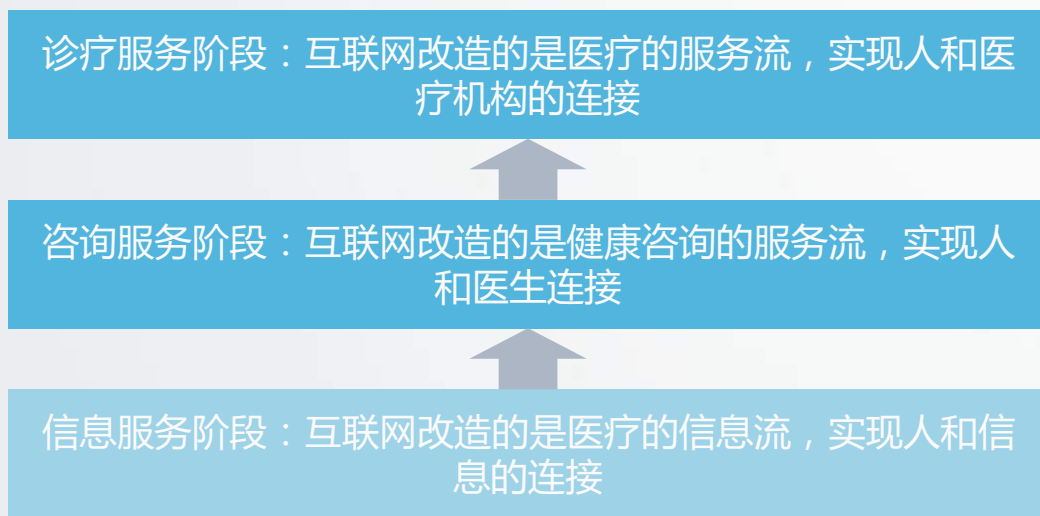 诊疗服务阶段：互联网改造的是医疗的服务流，实现人和医
疗机构的连接
咨询服务阶段：互联网改造的是健康咨询的服务流，实现人
和医生连接
信息服务阶段：互联网改造的是医疗的信息流，实现人和信
息的连接